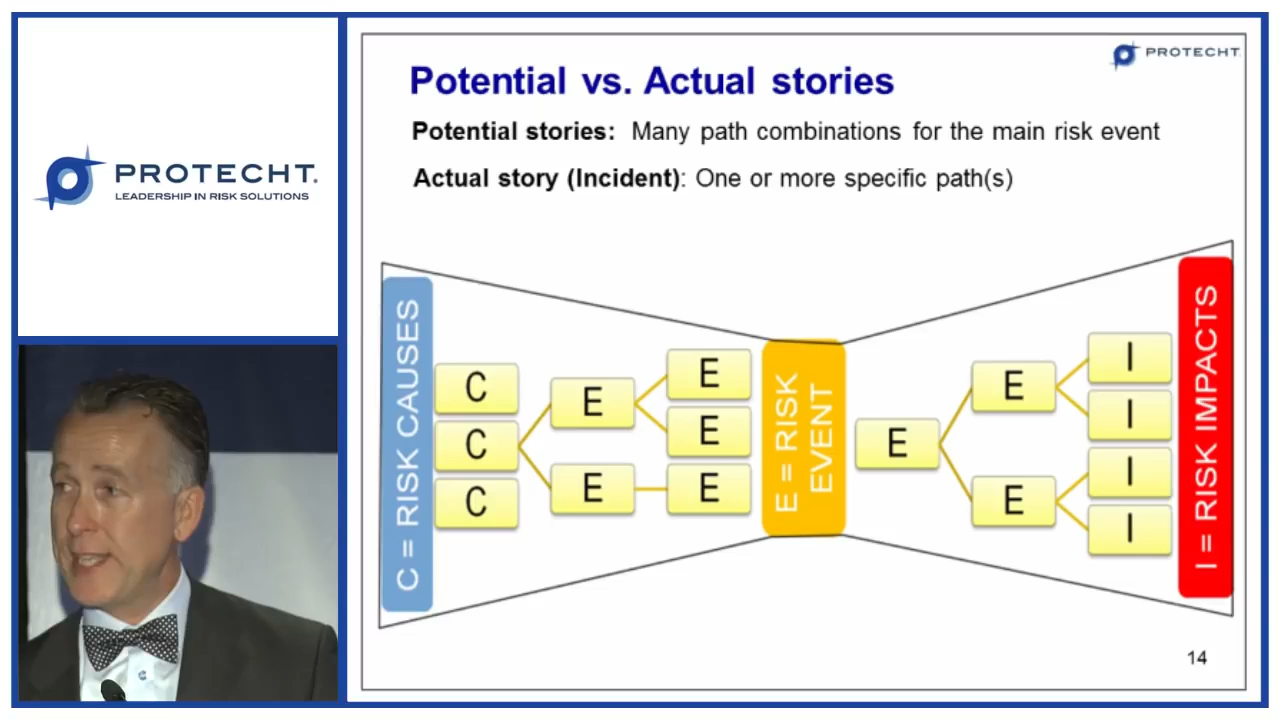 PROTECHT.
LEADERSHIP IN RISK SOLUTIONS
PROTECHT.
Potential vs. Actual stories
Potential stories: Many path combinations for the main risk event
Actual story (Incident): One or more specific path(s)
C = RISK CAUSES
C
C
C
E
E
E
E
E
E = RISK
EVENT
E
E
E
I
I
I
I
I = RISK IMPACTS
14